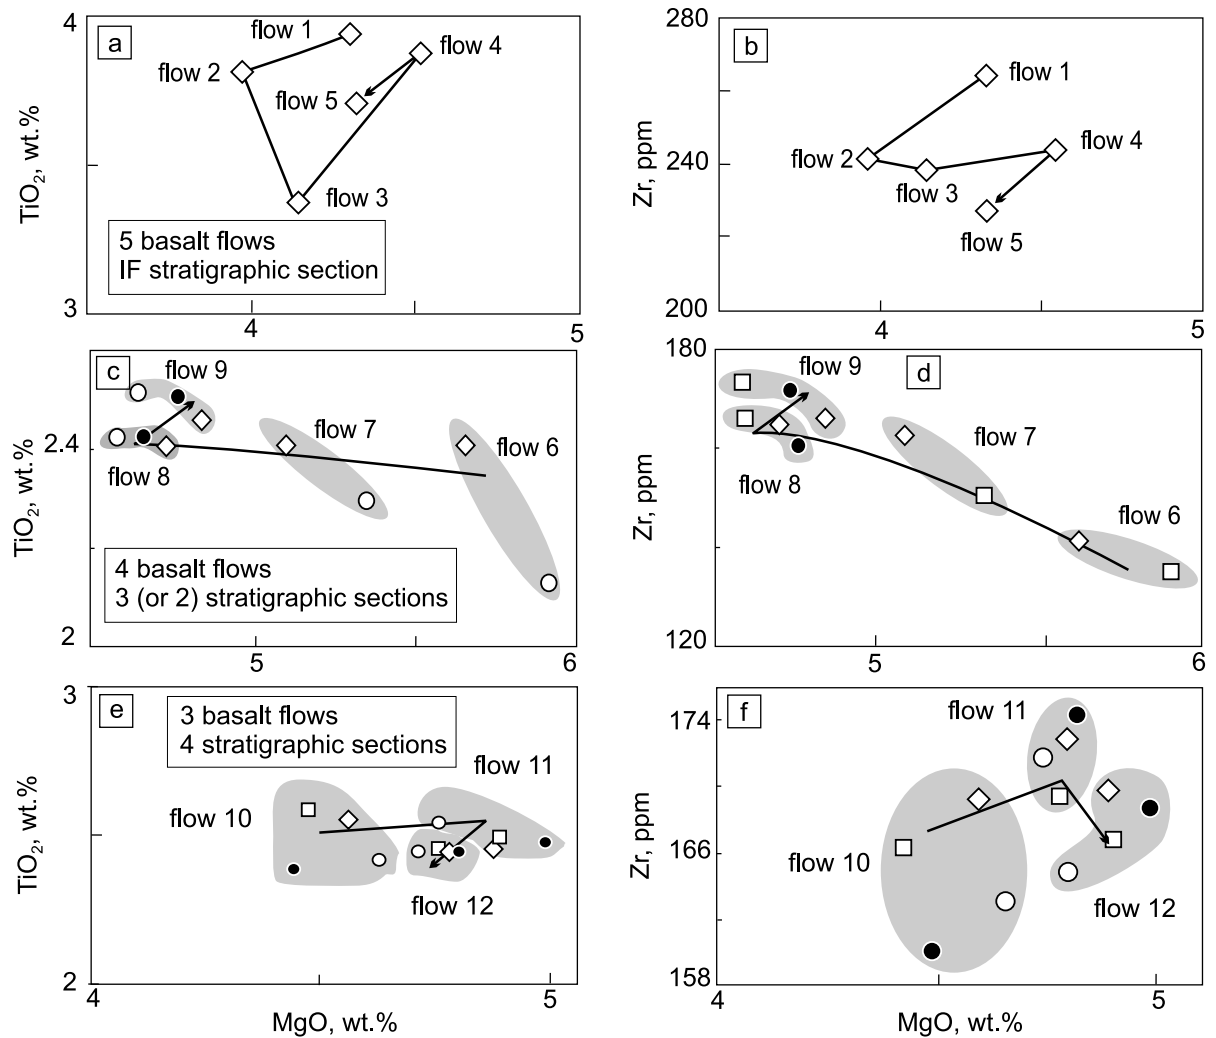 a
TiO2, wt.%
4
3
flow 1
flow 4
flow 2
flow 5
flow 3
5 basalt flows
IF stratigraphic section
4
5
b
Zr, ppm
280
240
200
flow 1
flow 4
flow 2
flow 3
flow 5
4
5
c
TiO2, wt.%
2.4
2
flow 9
flow 7
flow 6
flow 8
4 basalt flows
3 (or 2) stratigraphic sections
5
6
d
Zr, ppm
180
120
flow 9
flow 7
flow 8
flow 6
5
6
e
TiO2, wt.%
3
2
3 basalt flows
4 stratigraphic sections
flow 11
flow 10
flow 12
4
5
MgO, wt.%
f
Zr, ppm
174
166
158
flow 11
flow 10
flow 12
4
5
MgO, wt.%